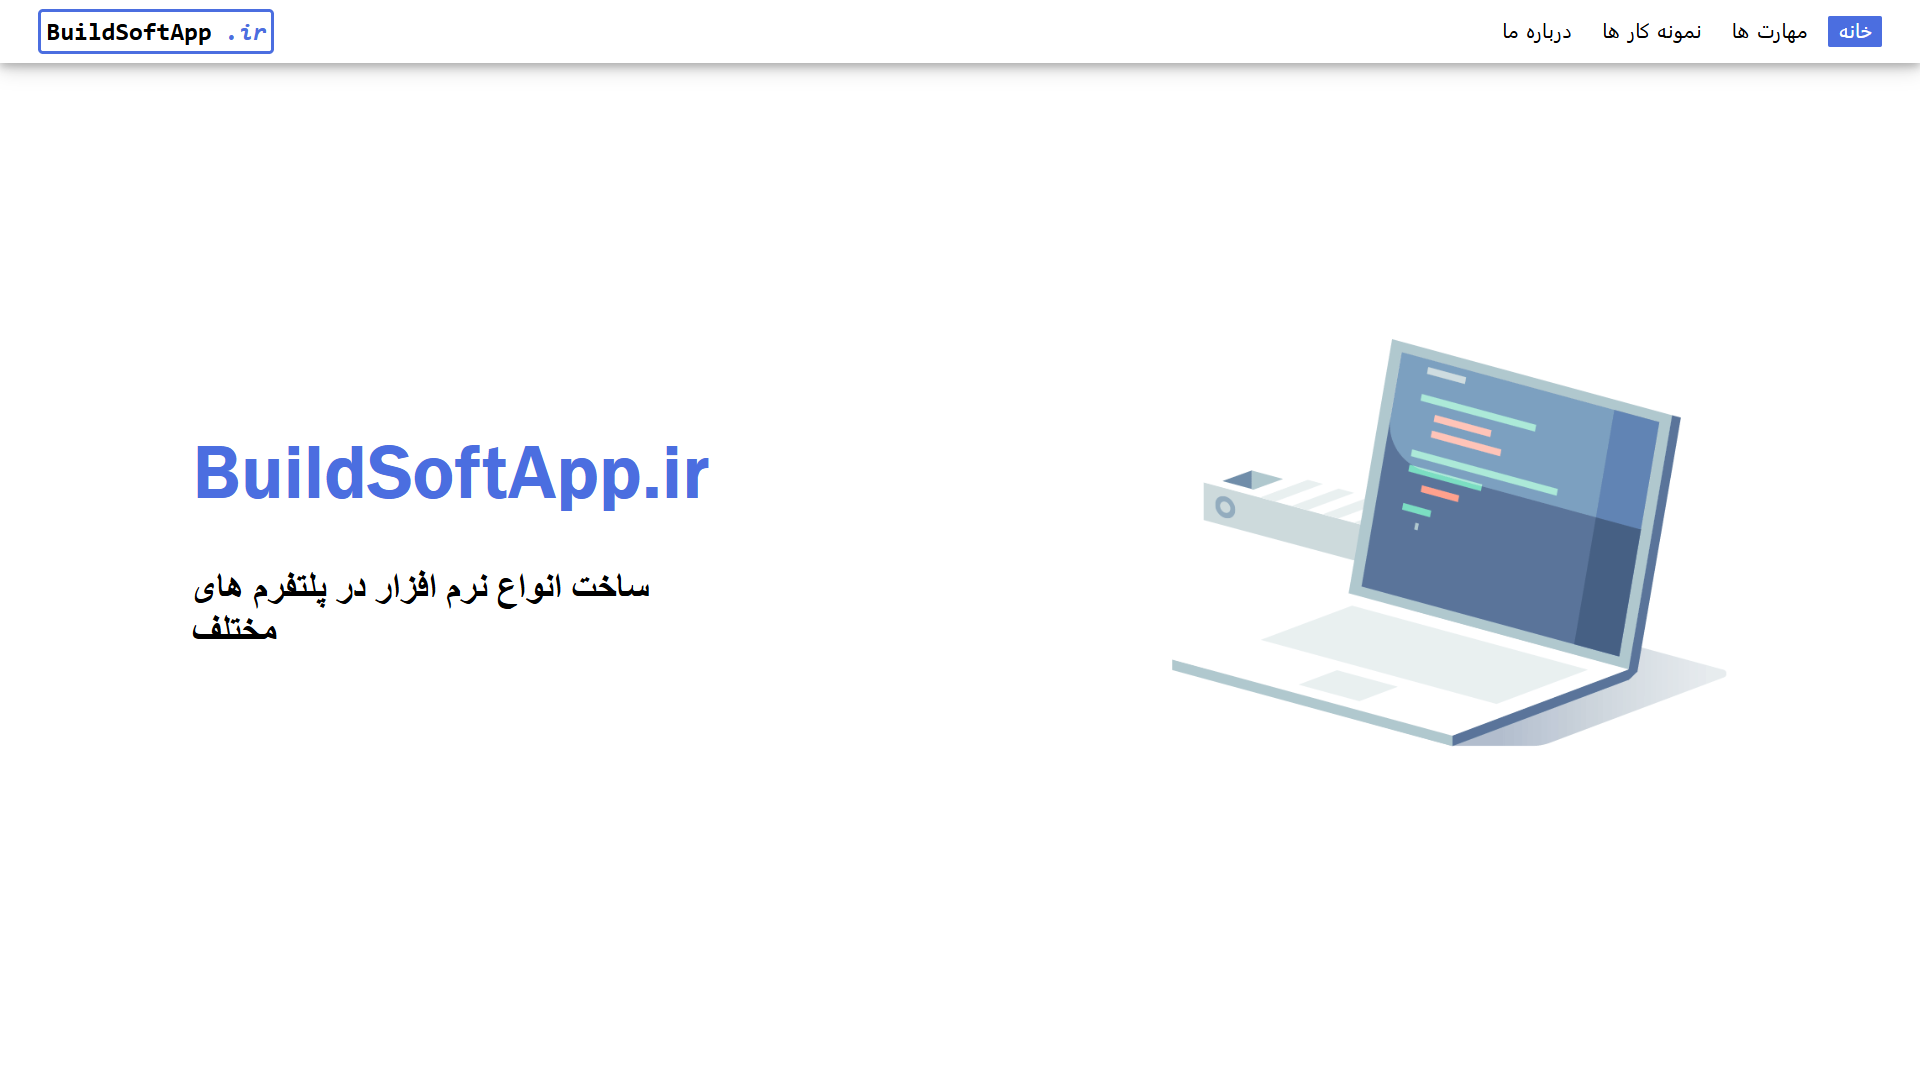 BuildSoftApp .ir
خانه
مهارت ها
نمونه کار ها
درباره ما
BuildSoftApp.ir
ساخت انواع نرم افزار در پلتفرم های
مختلف